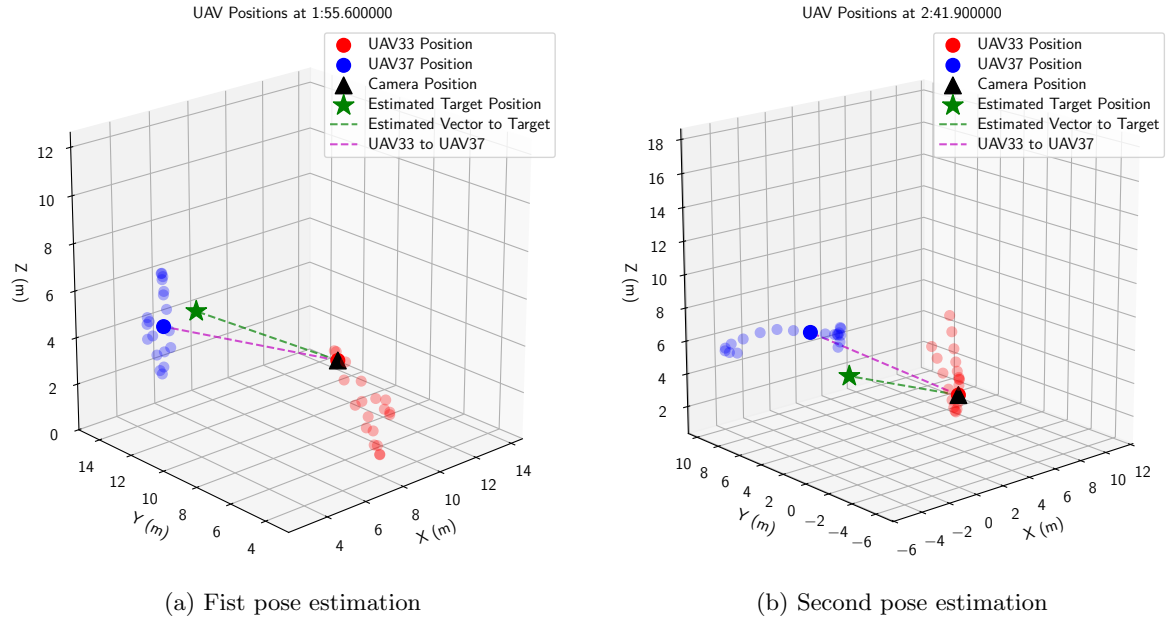 UAV Positions at 1:55.600000
UAV33 Position
UAV37 Position
Camera Position
Estimated Target Position
Estimated Vector to Target
UAV33 to UAV37
12
10
8
6
4
2
0
Z (m)
14
12
10
8
6
4
Y (m)
4
6
8
10
12
14
X (m)
(a) Fist pose estimation
UAV Positions at 2:41.900000
UAV33 Position
UAV37 Position
Camera Position
Estimated Target Position
Estimated Vector to Target
UAV33 to UAV37
18
16
14
12
10
8
6
4
2
Z (m)
10
8
6
4
2
0
−2
−4
−6
Y (m)
−6
−4
−2
0
2
4
6
8
10
12
X (m)
(b) Second pose estimation